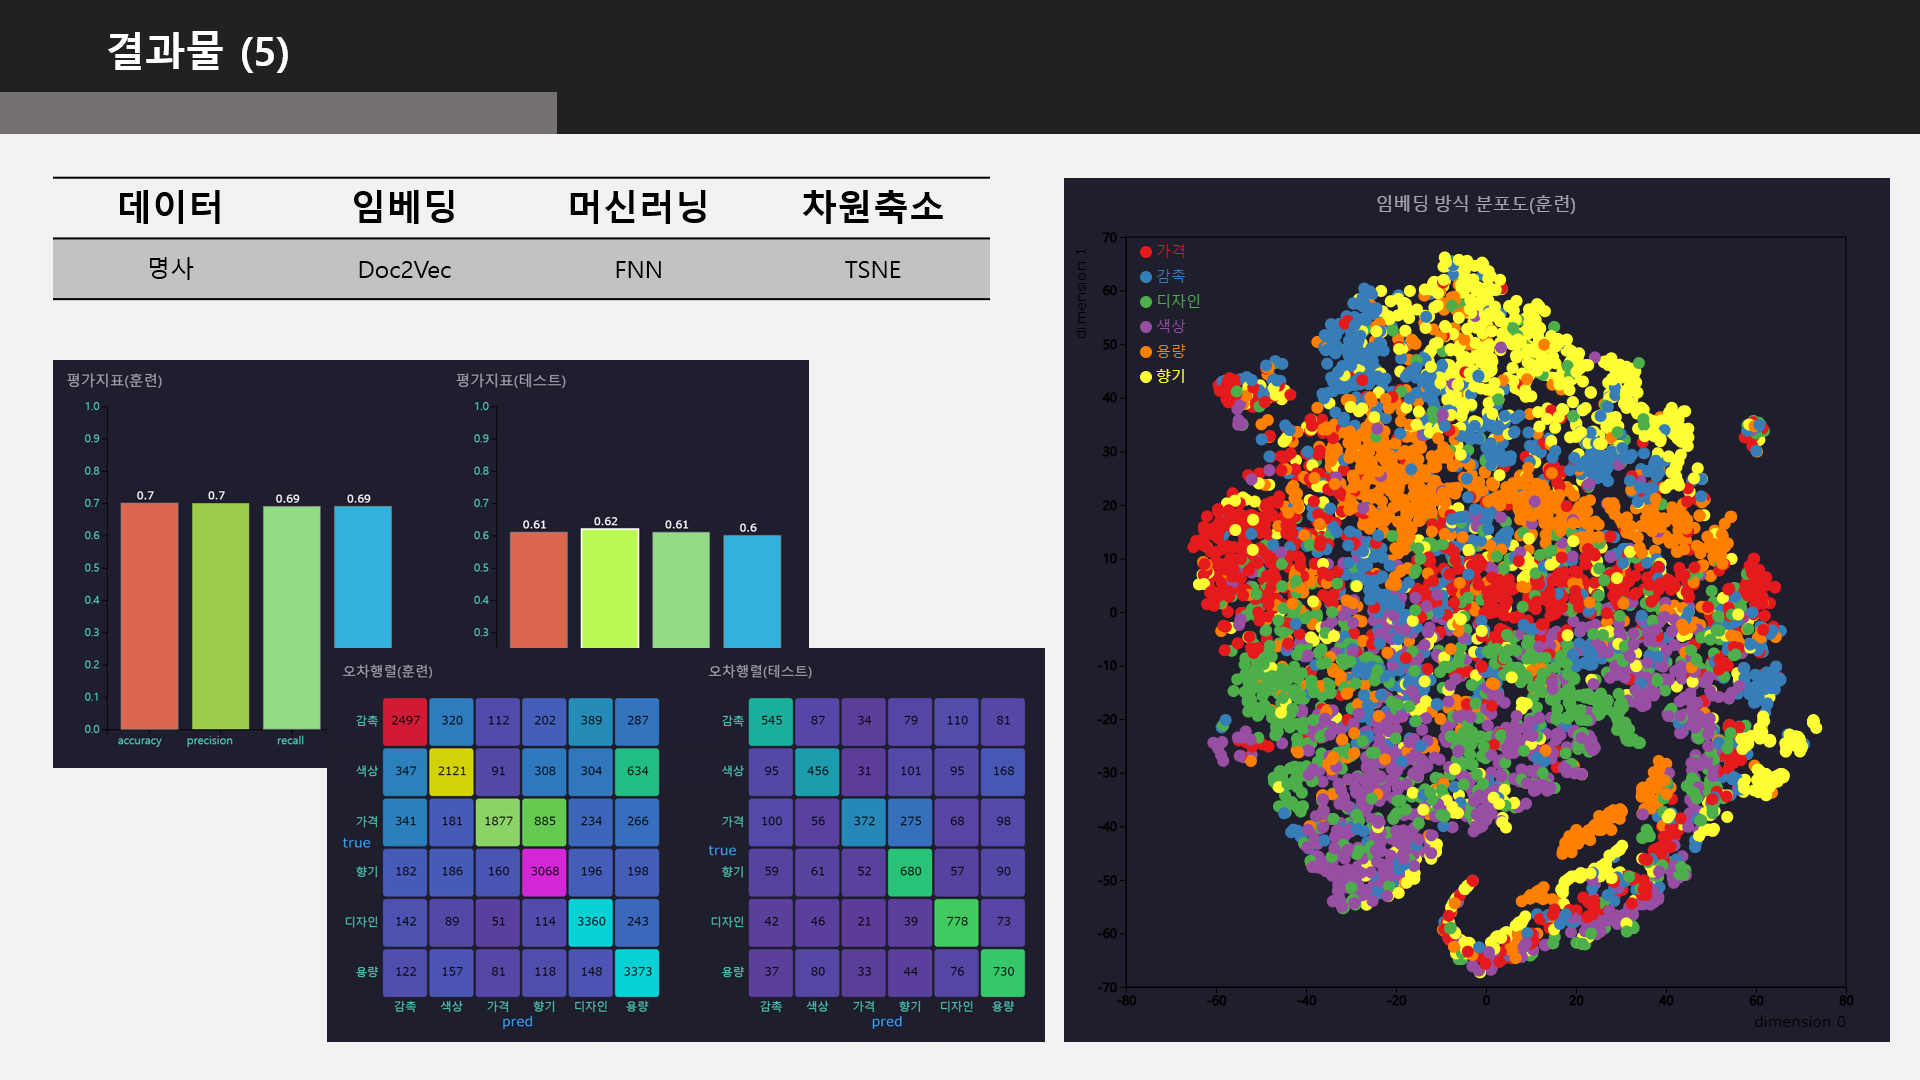 결과물 (5)
데이터 임베딩 머신러닝 차원축소
명사 Doc2Vec FNN TSNE
평가지표(훈련)
1.0
0.9
0.8
0.7
0.6
0.5
0.4
0.3
0.2
0.1
0.0
0.7 0.7 0.69 0.69
accuracy precision recall
평가지표(테스트)
1.0
0.9
0.8
0.7
0.6
0.5
0.4
0.3
0.61 0.62 0.61 0.6
오차행렬(훈련)
감촉 2497 320 112 202 389 287
색상 347 2121 91 308 304 634
가격 341 181 1877 885 234 266
true
향기 182 186 160 3068 196 198
디자인 142 89 51 114 3360 243
용량 122 157 81 118 148 3373
감촉 색상 가격 향기 디자인 용량
pred
오차행렬(테스트)
감촉 545 87 34 79 110 81
색상 95 456 31 101 95 168
가격 100 56 372 275 68 98
true
향기 59 61 52 680 57 90
디자인 42 46 21 39 778 73
용량 37 80 33 44 76 730
감촉 색상 가격 향기 디자인 용량
pred
임베딩 방식 분포도(훈련)
dimension 1
70
60
50
40
30
20
10
0
-10
-20
-30
-40
-50
-60
-70
가격
감촉
디자인
색상
용량
향기
-80 -60 -40 -20 0 20 40 60 80
dimension 0